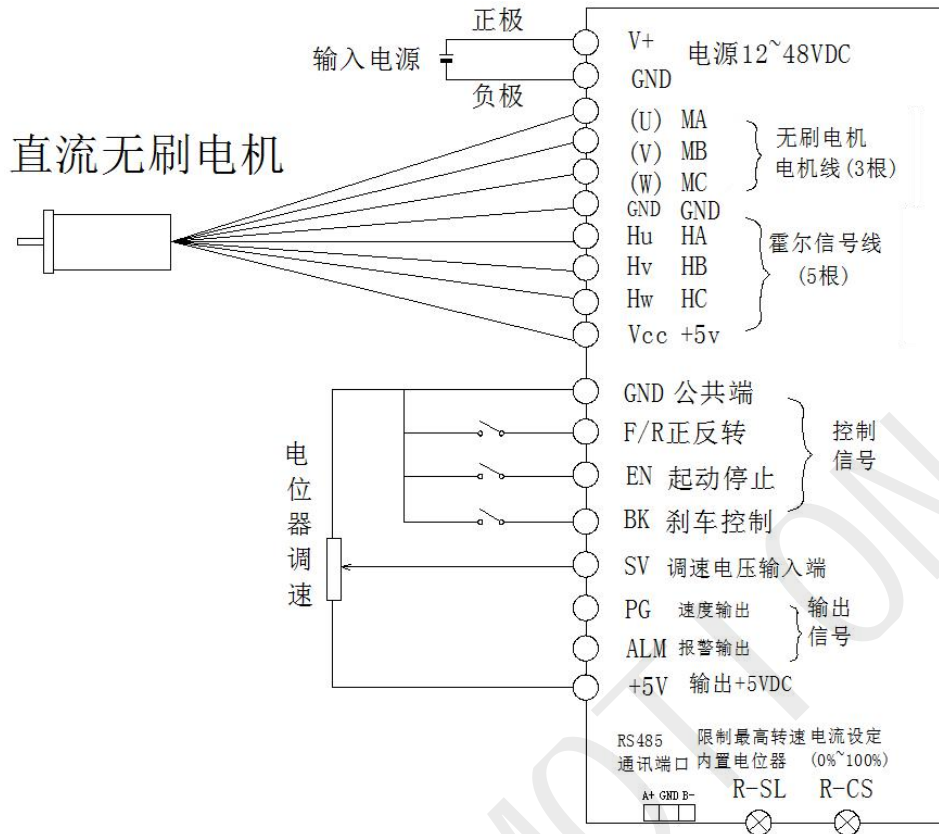 正极
输入电源
负极
V+
电源12~48VDC
GND
直流无刷电机
(U) MA
(V) MB
(W) MC
无刷电机
电机线(3根)
GND GND
Hu HA
Hv HB
Hw HC
Vcc +5v
霍尔信号线
(5根)
GND 公共端
F/R正反转
EN 起动停止
BK 刹车控制
控制
信号
电位器调速
SV 调速电压输入端
PG 速度输出
ALM 报警输出
输出
信号
+5V 输出+5VDC
RS485
通讯端口
限制最高转速
内置电位器
电流设定
(0%~100%)
A+ GND B-
R-SL
R-CS
MOTION